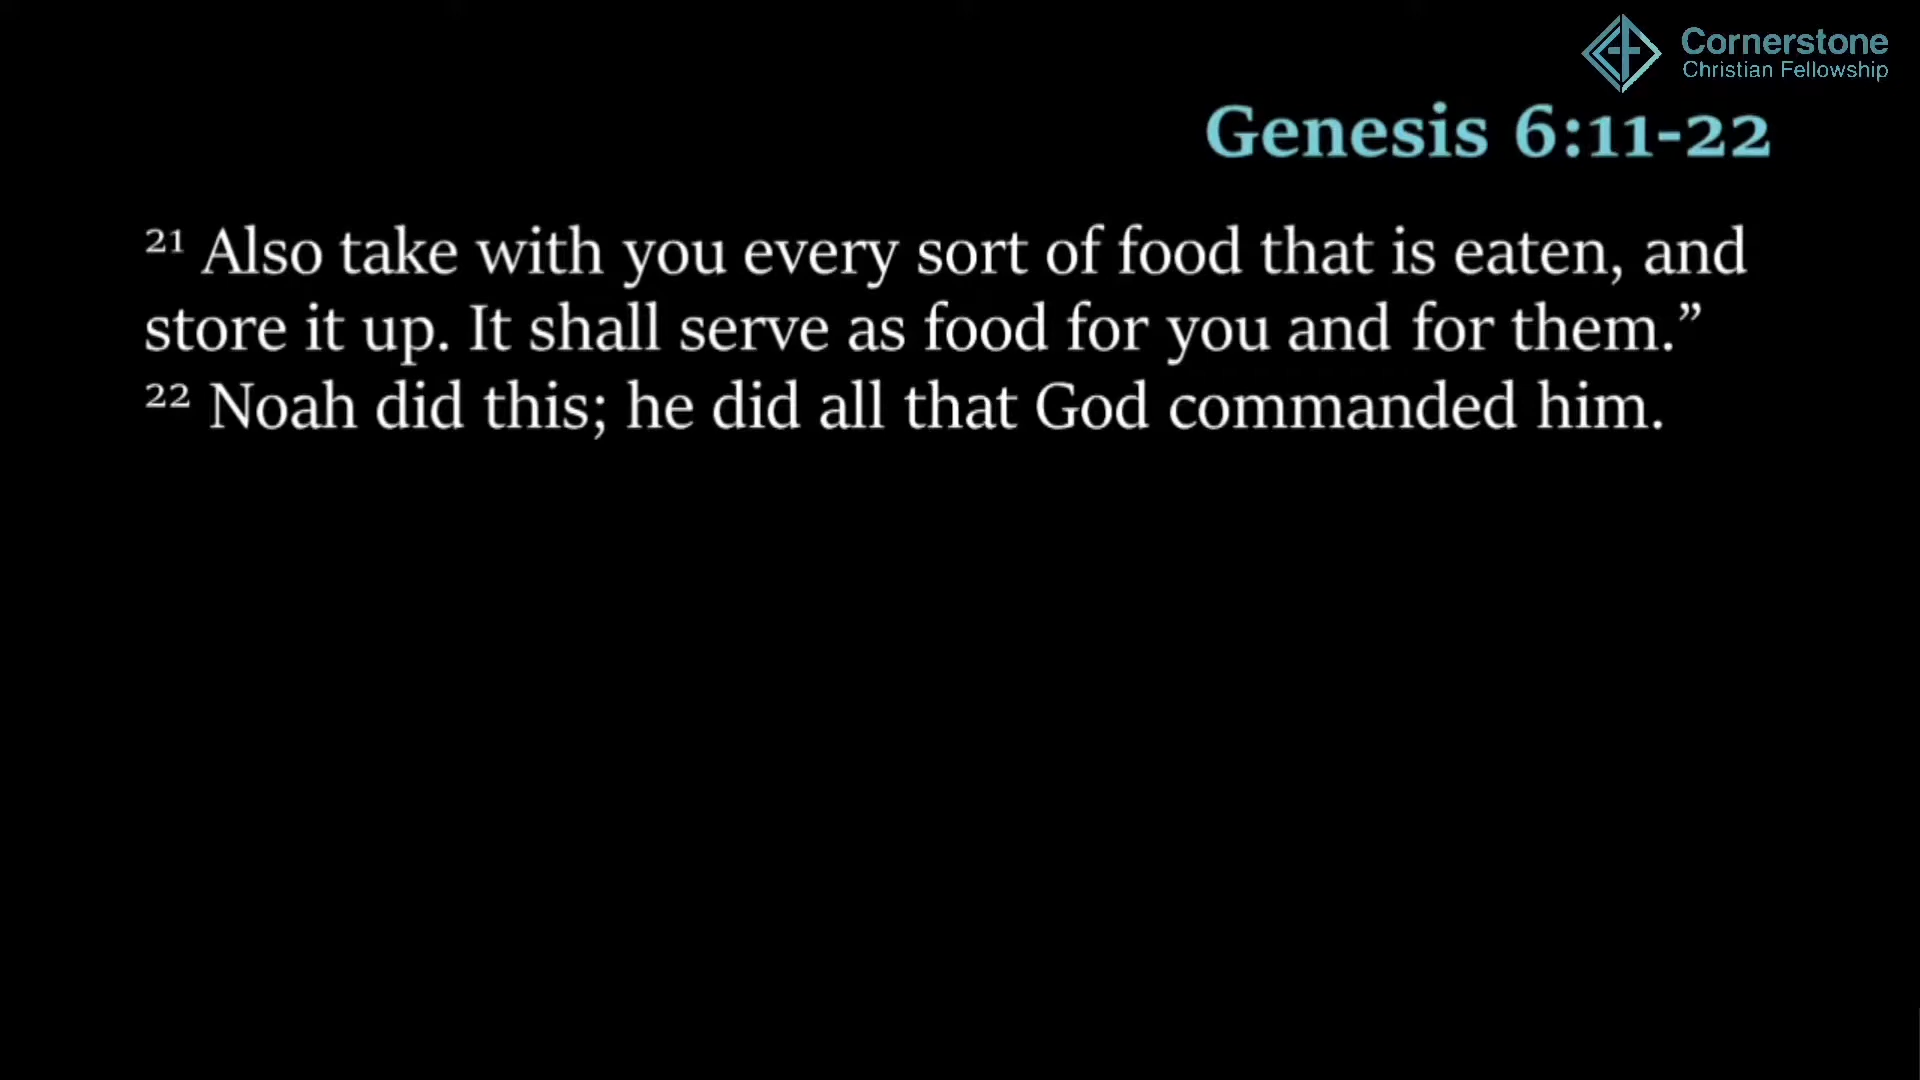 Cornerstone
Christian Fellowship
Genesis 6:11-22
²¹ Also take with you every sort of food that is eaten, and
store it up. It shall serve as food for you and for them.”
²² Noah did this; he did all that God commanded him.